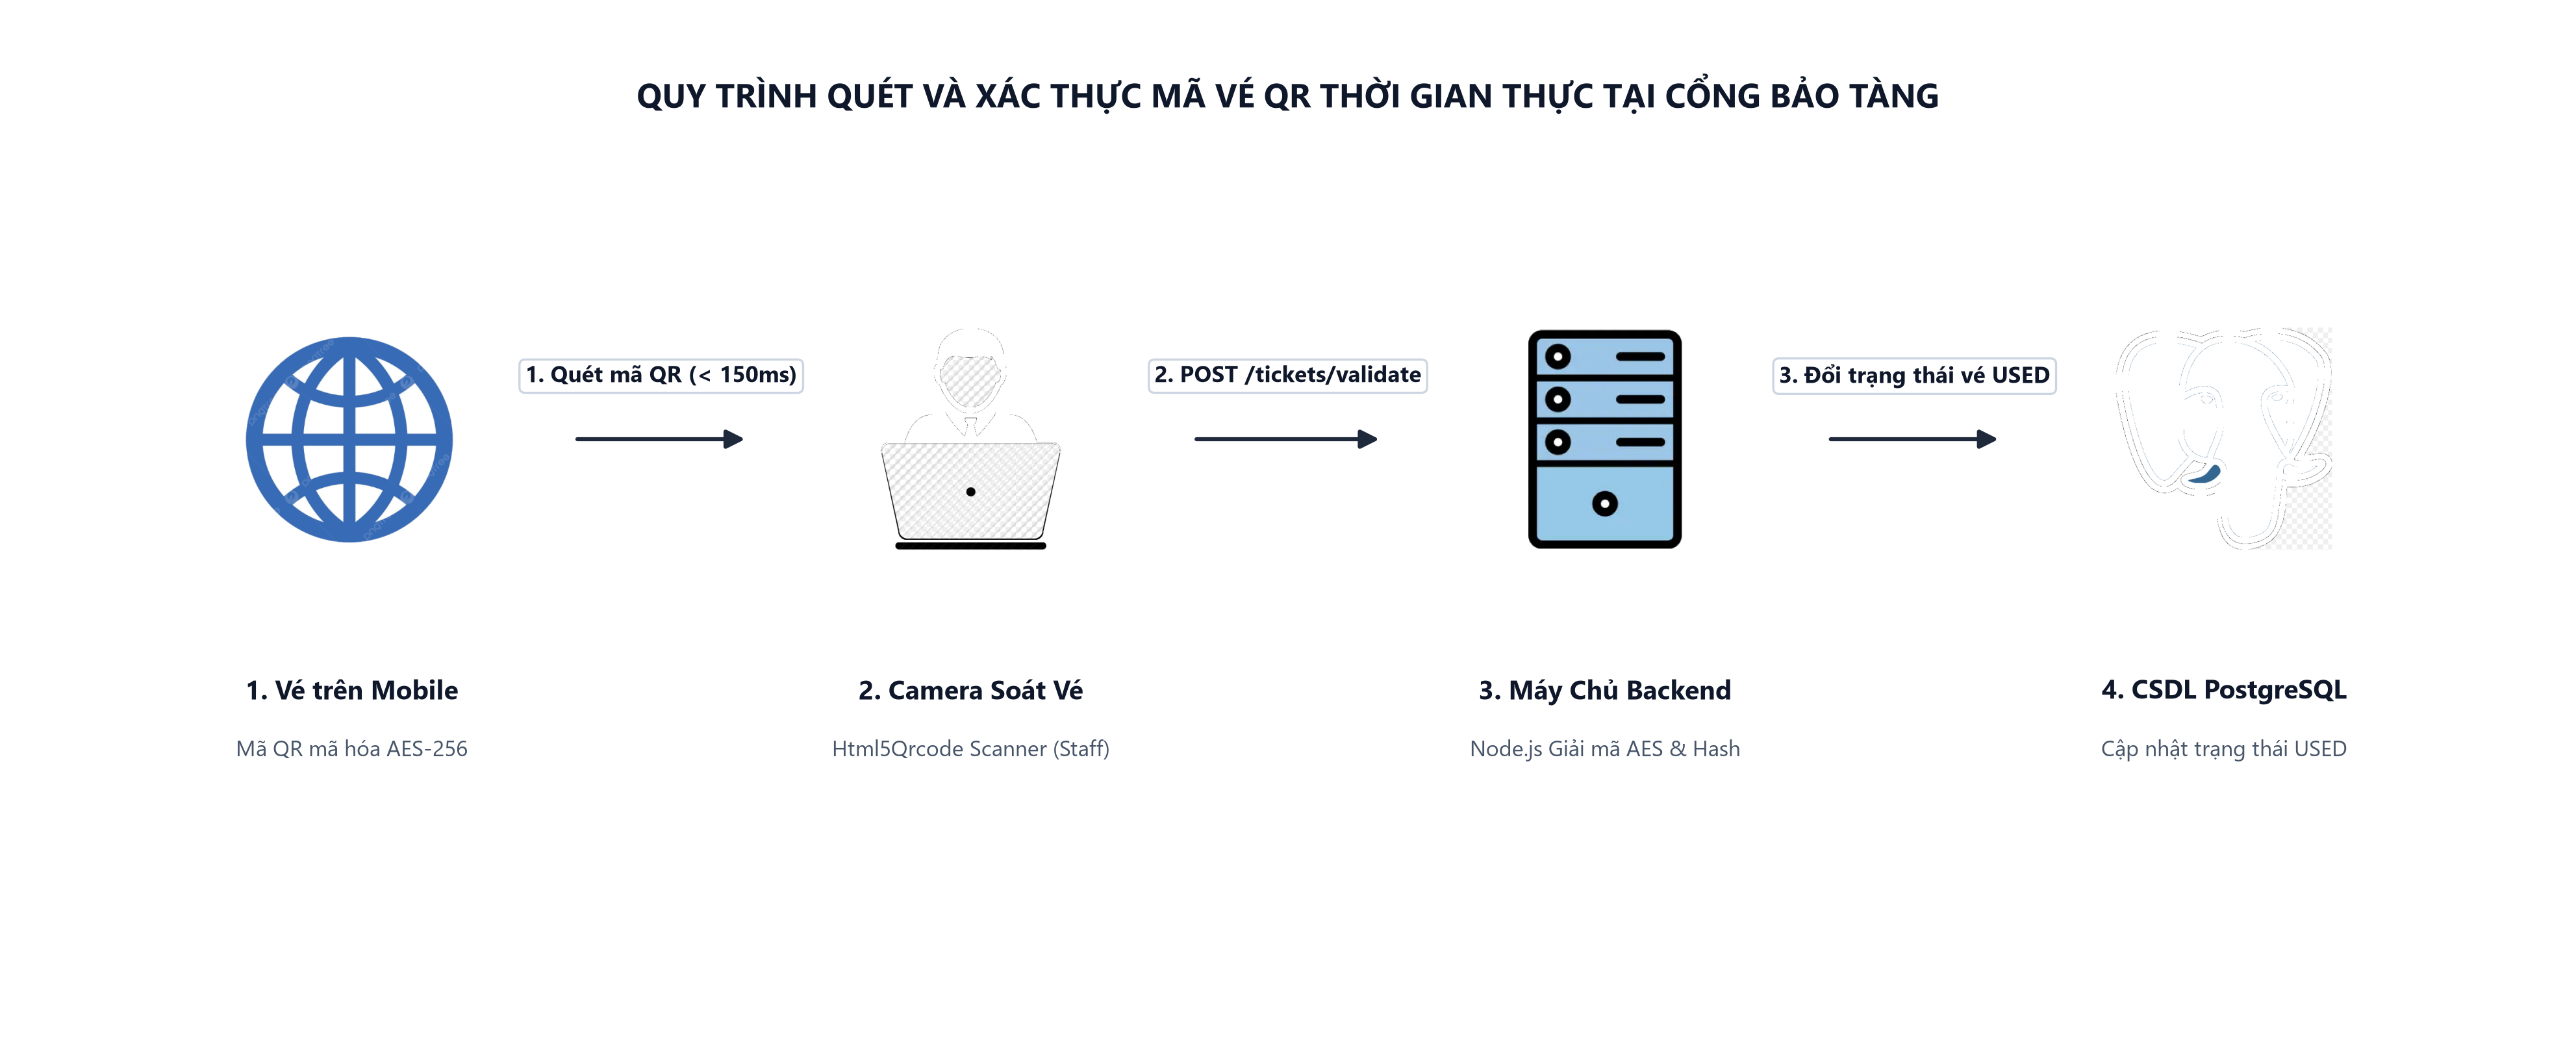 QUY TRÌNH QUÉT VÀ XÁC THỰC MÃ VÉ QR THỜI GIAN THỰC TẠI CỔNG BẢO TÀNG
1. Quét mã QR (< 150ms)
2. POST /tickets/validate
3. Đổi trạng thái vé USED
1. Vé trên Mobile
Mã QR mã hóa AES-256
2. Camera Soát Vé
Html5Qrcode Scanner (Staff)
3. Máy Chủ Backend
Node.js Giải mã AES & Hash
4. CSDL PostgreSQL
Cập nhật trạng thái USED